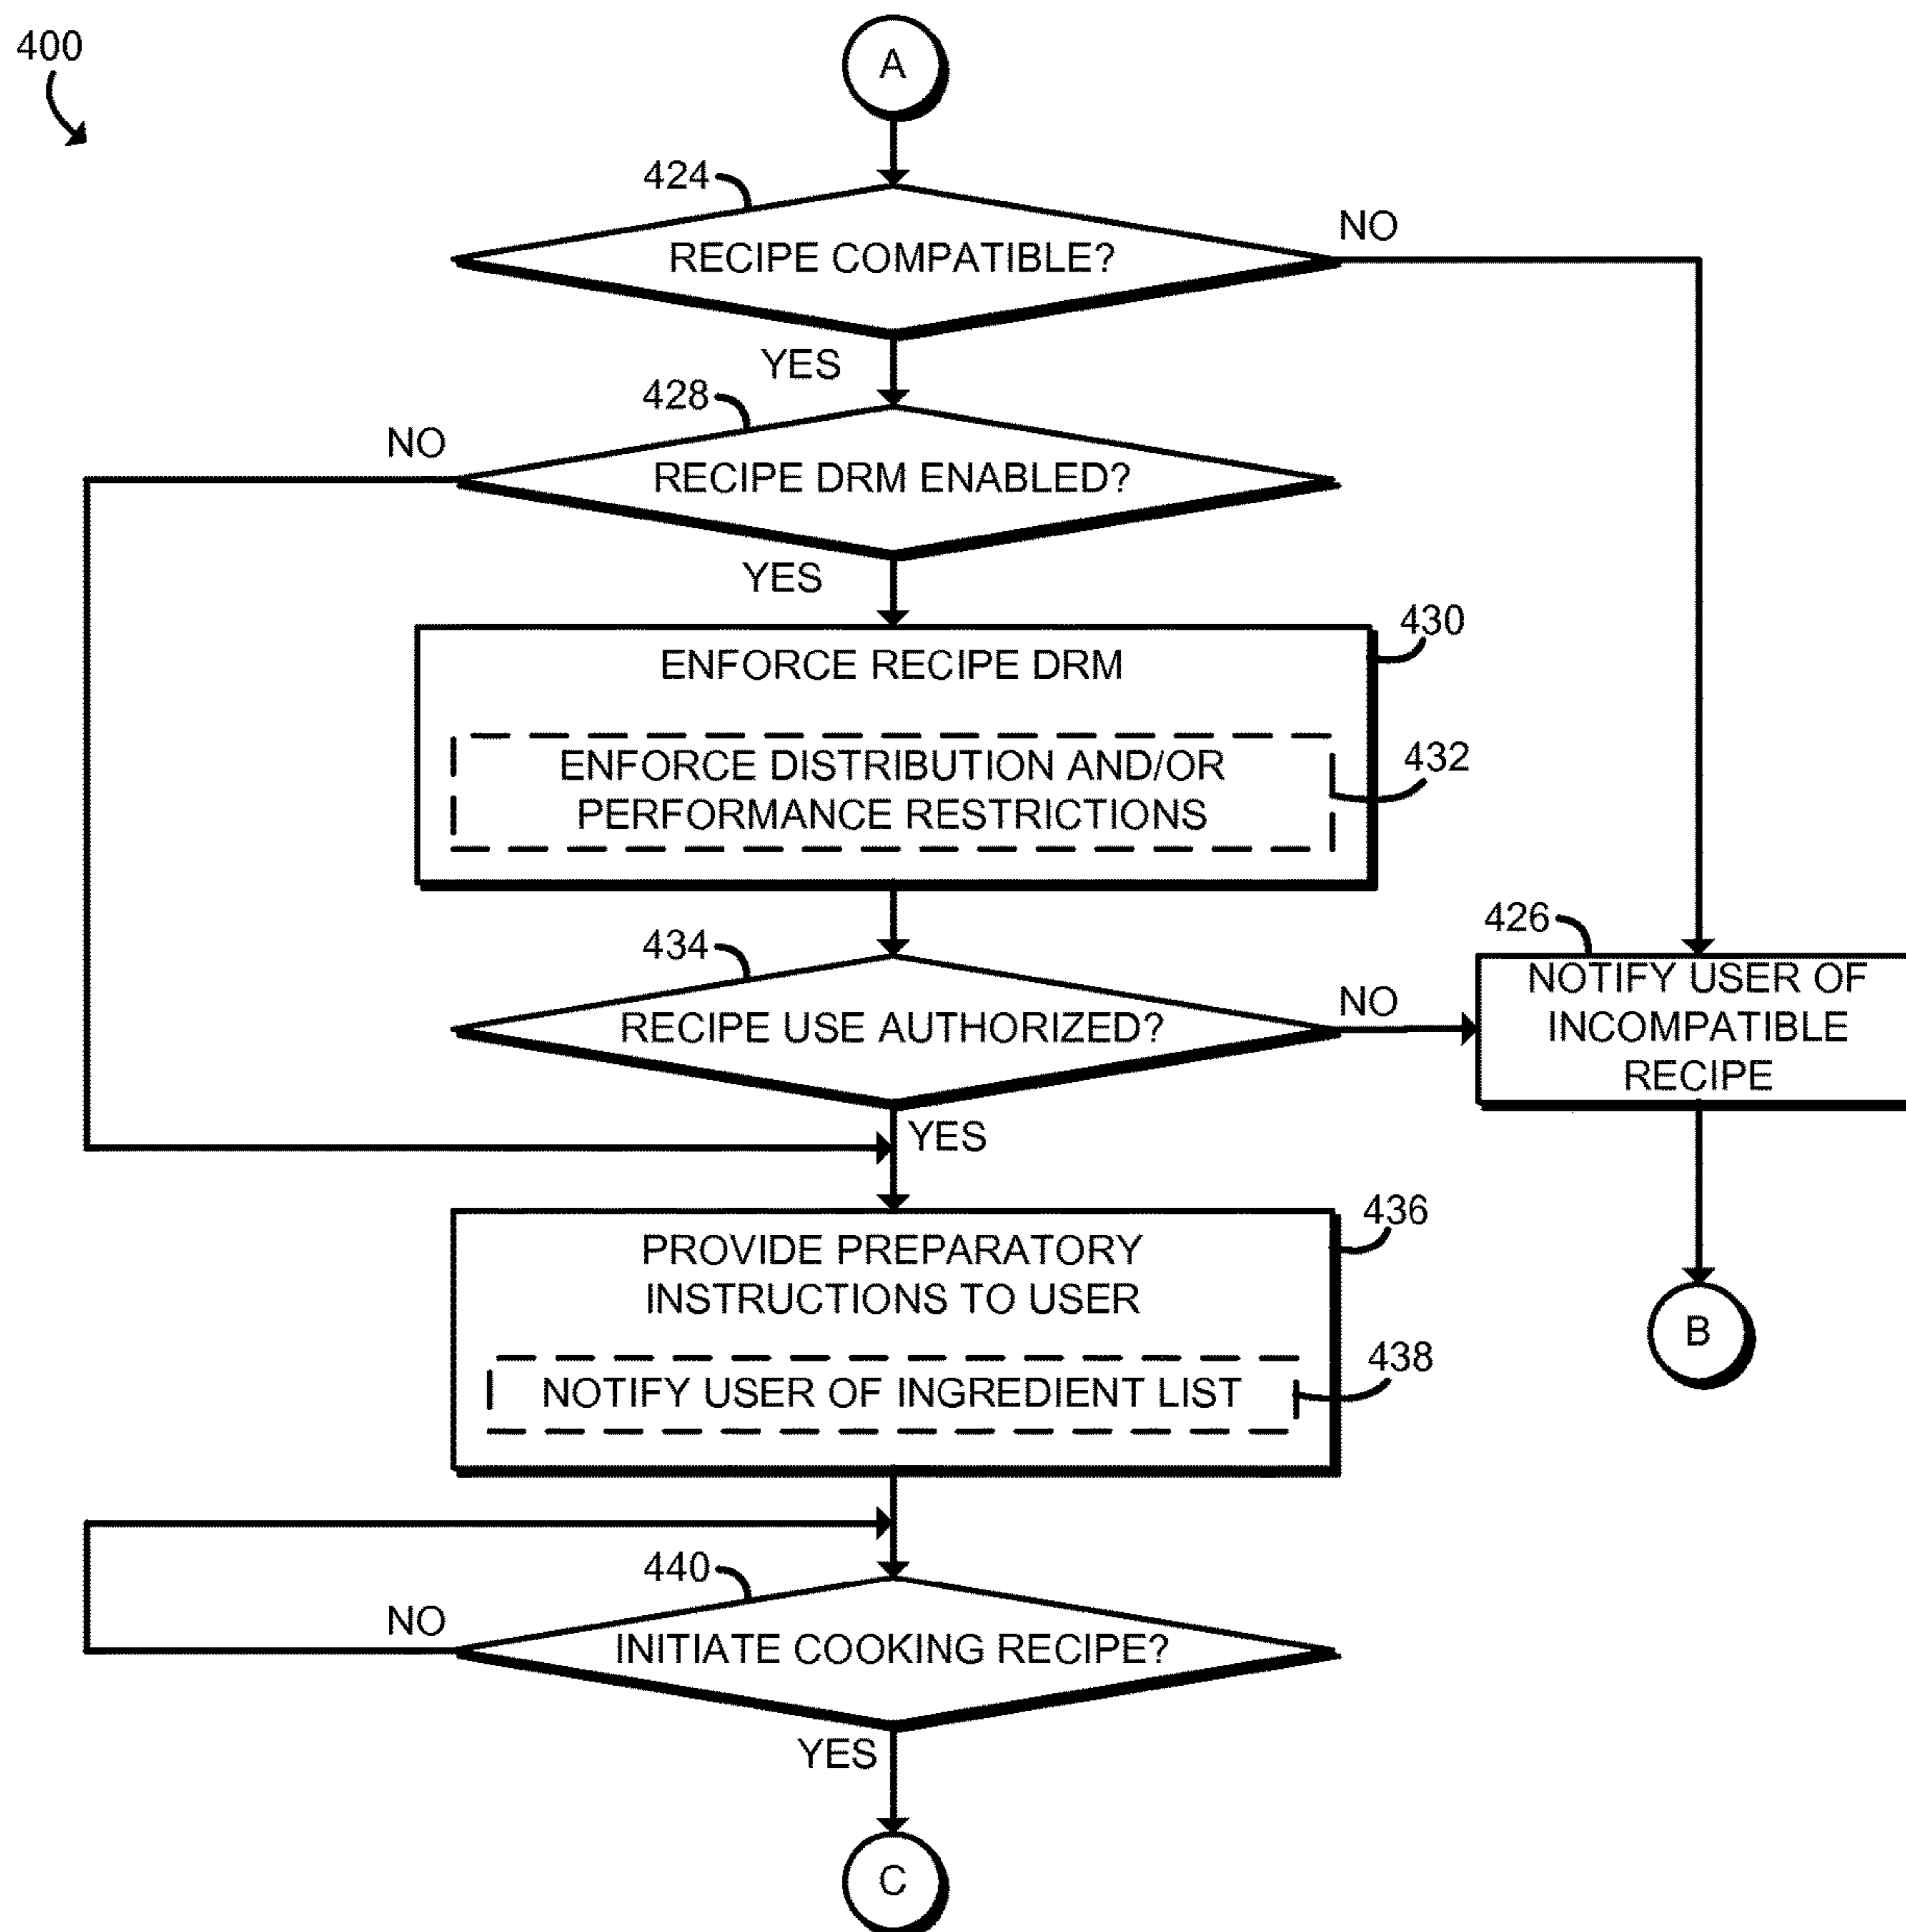 400
A
424
RECIPE COMPATIBLE?
NO
YES
428
NO
RECIPE DRM ENABLED?
YES
430
ENFORCE RECIPE DRM
432
ENFORCE DISTRIBUTION AND/OR
PERFORMANCE RESTRICTIONS
434
RECIPE USE AUTHORIZED?
NO
426
NOTIFY USER OF
INCOMPATIBLE
RECIPE
YES
436
PROVIDE PREPARATORY
INSTRUCTIONS TO USER
438
NOTIFY USER OF INGREDIENT LIST
B
440
NO
INITIATE COOKING RECIPE?
YES
C